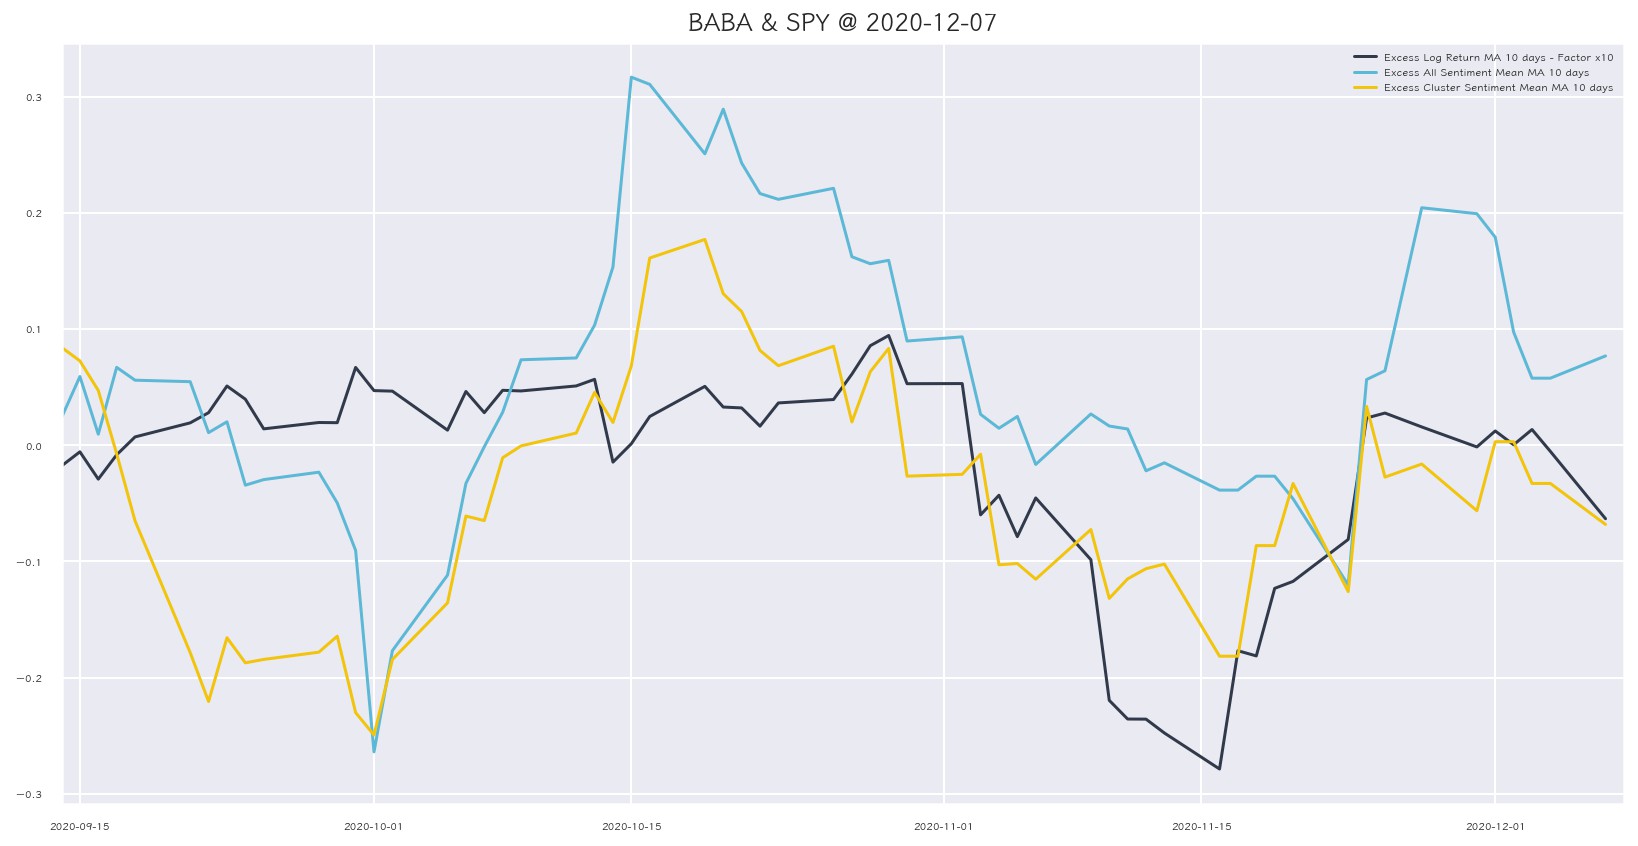 BABA & SPY @ 2020-12-07
Excess Log Return MA 10 days - Factor x10
Excess All Sentiment Mean MA 10 days
Excess Cluster Sentiment Mean MA 10 days
0.3
0.2
0.1
0.0
−0.1
−0.2
−0.3
2020-09-15 2020-10-01 2020-10-15 2020-11-01 2020-11-15 2020-12-01